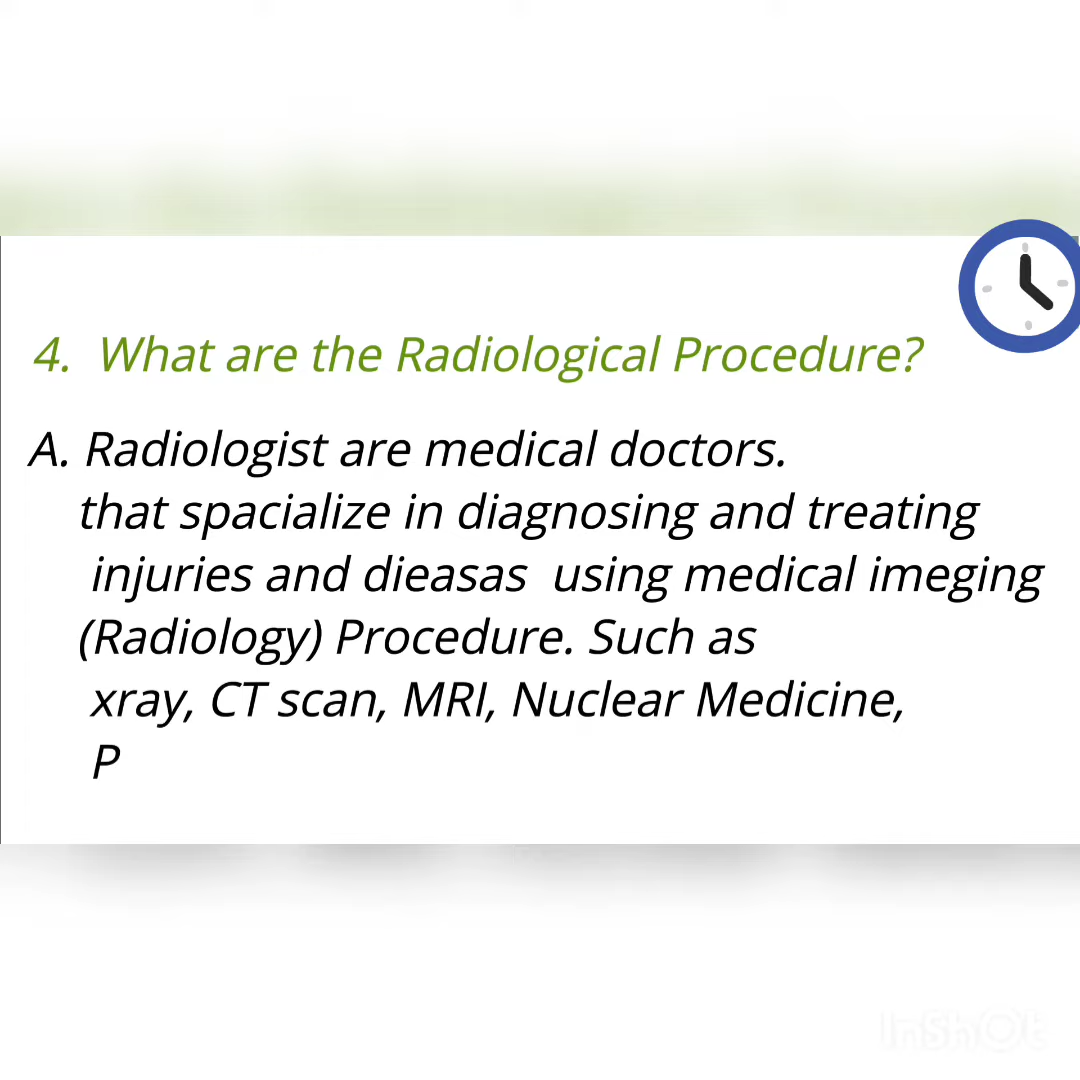 4. What are the Radiological Procedure?
A. Radiologist are medical doctors.
that spacialize in diagnosing and treating
injuries and dieasas using medical imeging
(Radiology) Procedure. Such as
xray, CT scan, MRI, Nuclear Medicine,
P
InShOt